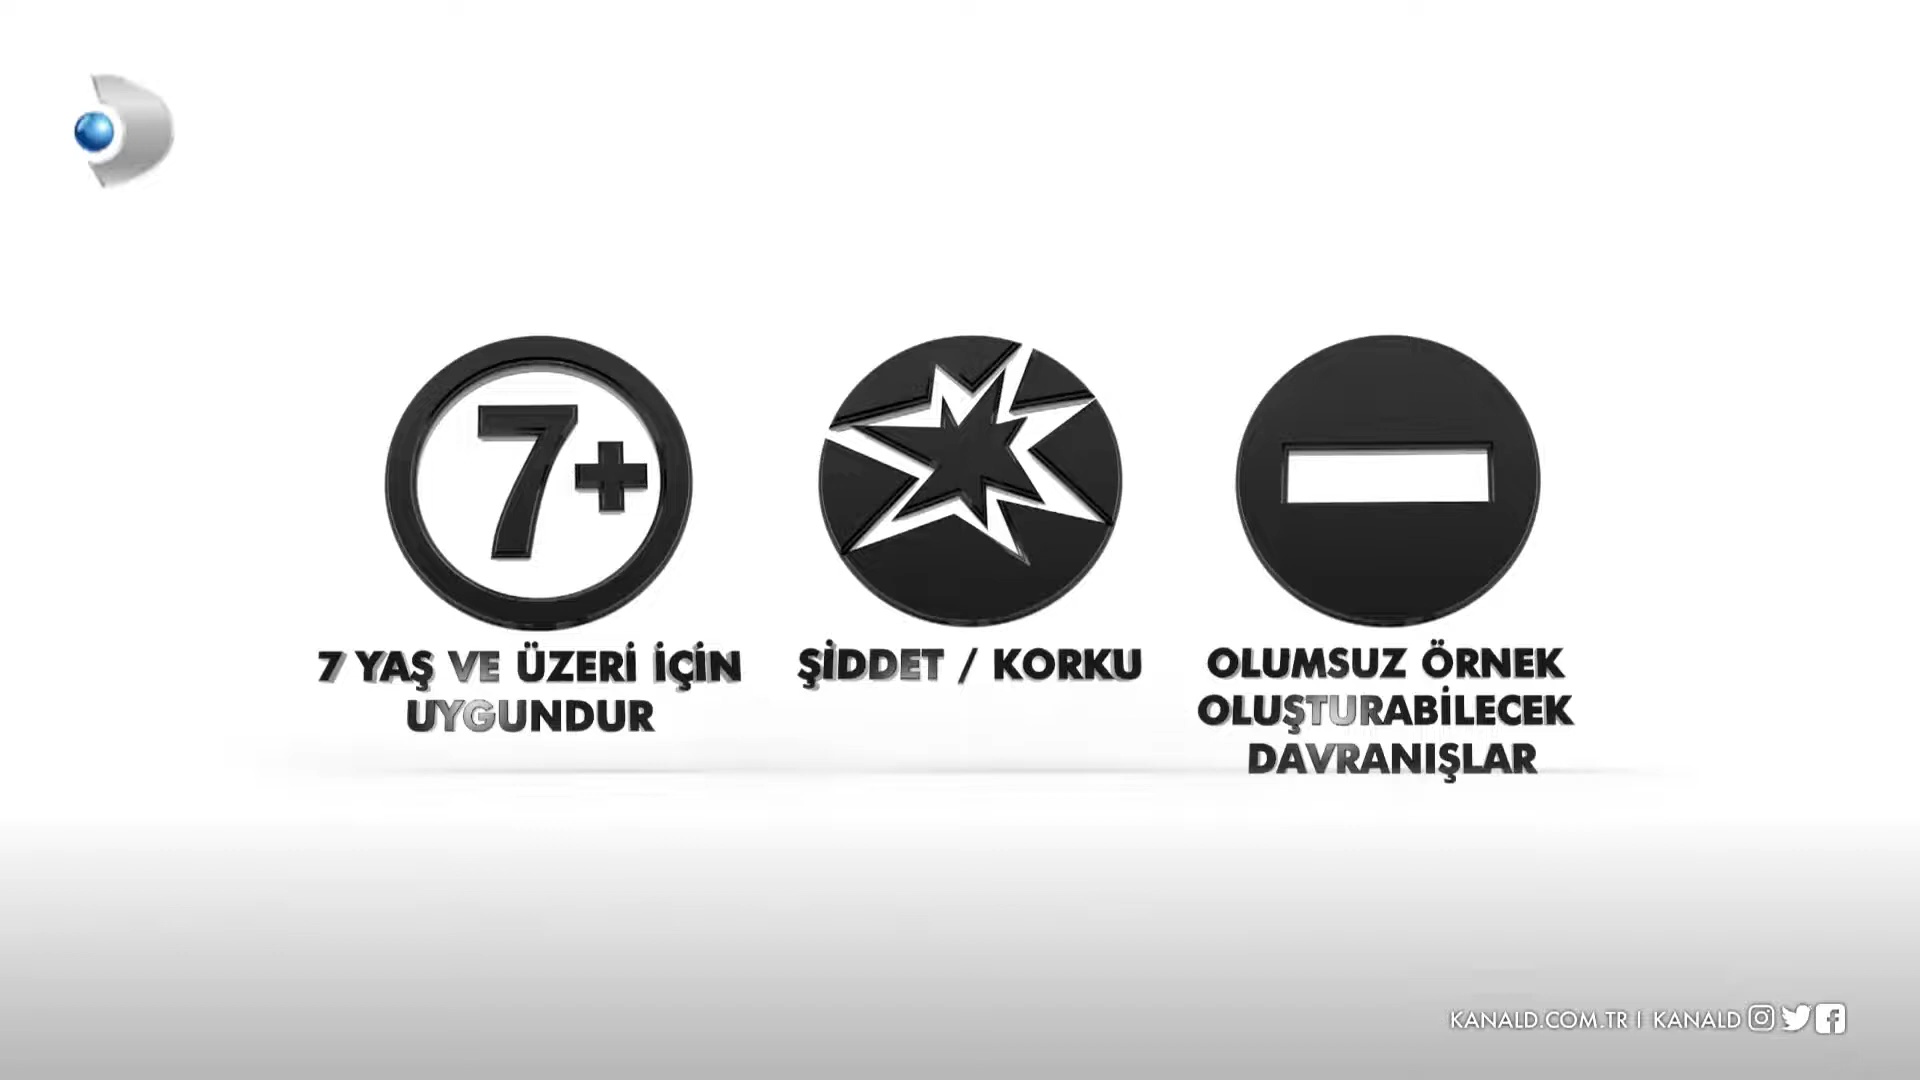 7+
7 YAŞ VE ÜZERİ İÇİN
UYGUNDUR
ŞİDDET / KORKU
OLUMSUZ ÖRNEK
OLUŞTURABİLECEK
DAVRANIŞLAR
KANALD.COM.TR | KANALD